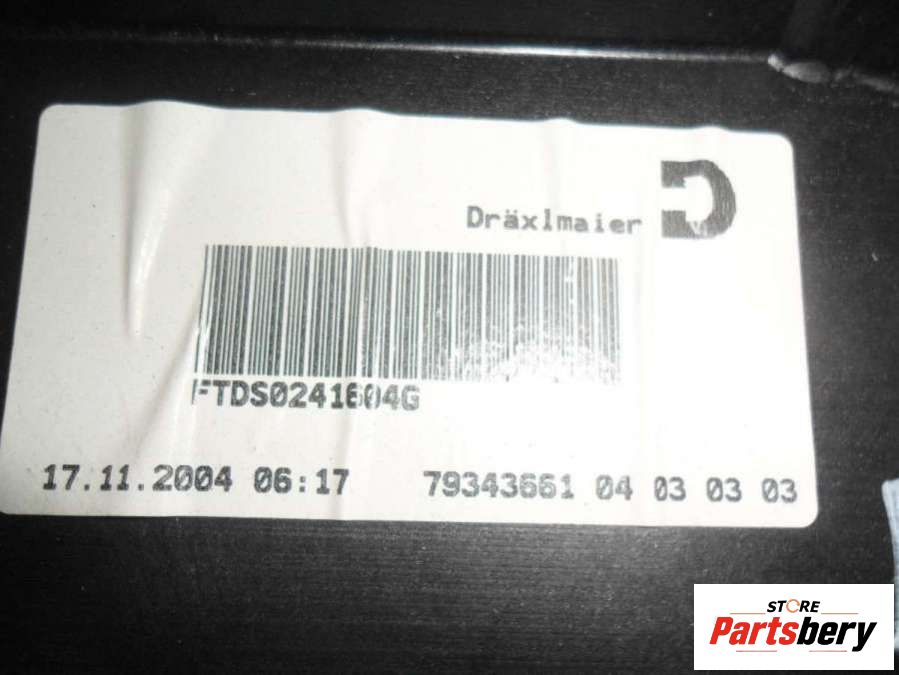 Dräxlmaier
FTDS0241604G
17.11.2004 06:17 79343661 04 03 03 03
STORE
Partsbery